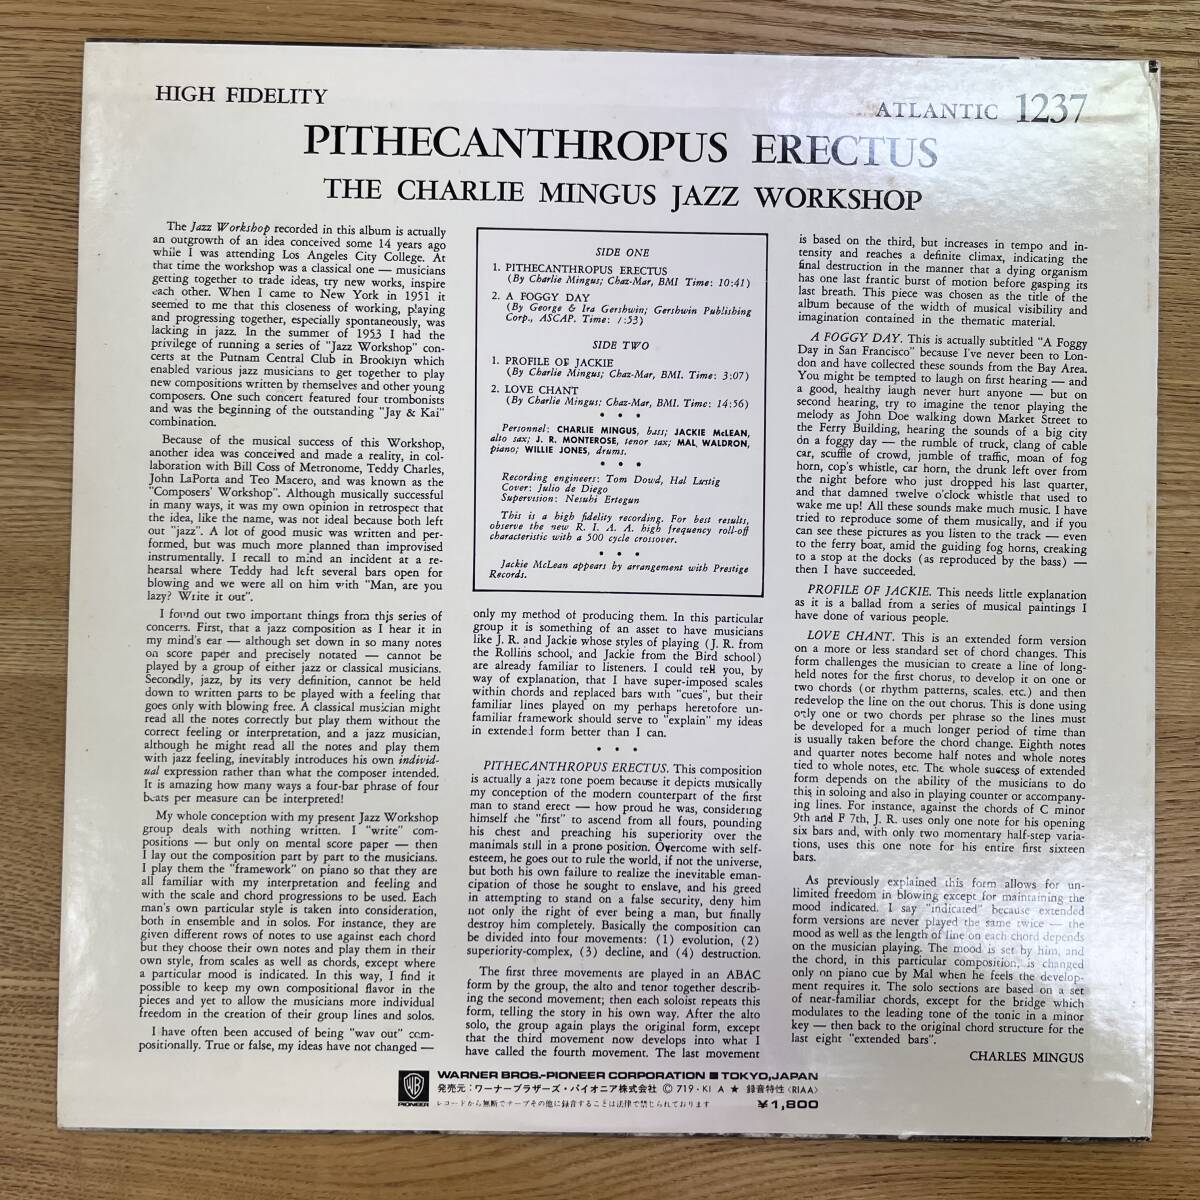 HIGH FIDELITY
ATLANTIC 1237
PITHECANTHROPUS ERECTUS
THE CHARLIE MINGUS JAZZ WORKSHOP
The Jazz Workshop recorded in this album is actually
an outgrowth of an idea conceived some 14 years ago
while I was attending Los Angeles City College. At
that time the workshop was a classical one — musicians
getting together to trade ideas, try new works, inspire
each other. When I came to New York in 1951 it
seemed to me that this closeness of working, playing
and progressing together, especially spontaneously, was
lacking in jazz. In the summer of 1953 I had the
privilege of running a series of "Jazz Workshop" con-
certs at the Putnam Central Club in Brooklyn which
enabled various jazz musicians to get together to play
new compositions written by themselves and other young
composers. One such concert featured four trombonists
and was the beginning of the outstanding "Jay & Kai"
combination.
Because of the musical success of this Workshop,
another idea was conceived and made a reality, in col-
laboration with Bill Coss of Metronome, Teddy Charles,
John LaPorta and Teo Macero, and was known as the
"Composers' Workshop". Although musically successful
in many ways, it was my own opinion in retrospect that
the idea, like the name, was not ideal because both left
out "jazz". A lot of good music was written and per-
formed, but was much more planned than improvised
instrumentally. I recall to mind an incident at a re-
hearsal where Teddy had left several bars open for
blowing and we were all on him with "Man, are you
lazy? Write it out".
I found out two important things from this series of
concerts. First, that a jazz composition as I hear it in
my mind's ear — although set down in so many notes
on score paper and precisely notated — cannot be
played by a group of either jazz or classical musicians.
Secondly, jazz, by its very definition, cannot be held
down to written parts to be played with a feeling that
goes only with blowing free. A classical musician might
read all the notes correctly but play them without the
correct feeling or interpretation, and a jazz musician,
although he might read all the notes and play them
with jazz feeling, inevitably introduces his own individ-
ual expression rather than what the composer intended.
It is amazing how many ways a four-bar phrase of four
beats per measure can be interpreted!
My whole conception with my present Jazz Workshop
group deals with nothing written. I "write" com-
positions — but only on mental score paper — then
I lay out the composition part by part to the musicians.
I play them the "framework" on piano so that they are
all familiar with my interpretation and feeling and
with the scale and chord progressions to be used. Each
man's own particular style is taken into consideration,
both in ensemble and in solos. For instance, they are
given different rows of notes to use against each chord
but they choose their own notes and play them in their
own style, from scales as well as chords, except where
a particular mood is indicated. In this way, I find it
possible to keep my own compositional flavor in the
pieces and yet to allow the musicians more individual
freedom in the creation of their group lines and solos.
I have often been accused of being "way out" com-
positionally. True or false, my ideas have not changed —
SIDE ONE
1. PITHECANTHROPUS ERECTUS
(By Charlie Mingus; Chaz-Mar, BMI Time: 10:41)
2. A FOGGY DAY
(By George & Ira Gershwin; Gershwin Publishing
Corp., ASCAP. Time: 7:53)
SIDE TWO
1. PROFILE OF JACKIE
(By Charlie Mingus; Chaz-Mar, BMI. Time: 3:07)
2. LOVE CHANT
(By Charlie Mingus; Chaz-Mar, BMI. Time: 14:56)
• • •
Personnel: CHARLIE MINGUS, bass; JACKIE McLEAN,
alto sax; J. R. MONTEROSE, tenor sax; MAL WALDRON,
piano; WILLIE JONES, drums.
• • •
Recording engineers: Tom Dowd, Hal Lustig
Cover: Julio de Diego
Supervision: Nesuhi Ertegun
This is a high fidelity recording. For best results,
observe the new R. I. A. A. high frequency roll-off
characteristic with a 500 cycle crossover.
• • •
Jackie McLean appears by arrangement with Prestige
Records.
only my method of producing them. In this particular
group it is something of an asset to have musicians
like J. R. and Jackie whose styles of playing (J. R. from
the Rollins school, and Jackie from the Bird school)
are already familiar to listeners. I could tell you, by
way of explanation, that I have super-imposed scales
within chords and replaced bars with "cues", but their
familiar lines played on my perhaps heretofore un-
familiar framework should serve to "explain" my ideas
in extended form better than I can.
• • •
PITHECANTHROPUS ERECTUS. This composition
is actually a jazz tone poem because it depicts musically
my conception of the modern counterpart of the first
man to stand erect — how proud he was, considering
himself the "first" to ascend from all fours, pounding
his chest and preaching his superiority over the
manimals still in a prone position. Overcome with self-
esteem, he goes out to rule the world, if not the universe,
but both his own failure to realize the inevitable eman-
cipation of those he sought to enslave, and his greed
in attempting to stand on a false security, deny him
not only the right of ever being a man, but finally
destroy him completely. Basically the composition can
be divided into four movements: (1) evolution, (2)
superiority-complex, (3) decline, and (4) destruction.
The first three movements are played in an ABAC
form by the group, the alto and tenor together describ-
ing the second movement; then each soloist repeats this
form, telling the story in his own way. After the alto
solo, the group again plays the original form, except
that the third movement now develops into what I
have called the fourth movement. The last movement
is based on the third, but increases in tempo and in-
tensity and reaches a definite climax, indicating the
final destruction in the manner that a dying organism
has one last frantic burst of motion before gasping its
last breath. This piece was chosen as the title of the
album because of the width of musical visibility and
imagination contained in the thematic material.
A FOGGY DAY. This is actually subtitled "A Foggy
Day in San Francisco" because I've never been to Lon-
don and have collected these sounds from the Bay Area.
You might be tempted to laugh on first hearing — and
a good, healthy laugh never hurt anyone — but on
second hearing, try to imagine the tenor playing the
melody as John Doe walking down Market Street to
the Ferry Building, hearing the sounds of a big city
on a foggy day — the rumble of truck, clang of cable
car, scuffle of crowd, jumble of traffic, moan of fog
horn, cop's whistle, car horn, the drunk left over from
the night before who just dropped his last quarter,
and that damned twelve o'clock whistle that used to
wake me up! All these sounds make much music. I have
tried to reproduce some of them musically, and if you
can see these pictures as you listen to the track — even
to the ferry boat, amid the guiding fog horns, creaking
to a stop at the docks (as reproduced by the bass) —
then I have succeeded.
PROFILE OF JACKIE. This needs little explanation
as it is a ballad from a series of musical paintings I
have done of various people.
LOVE CHANT. This is an extended form version
on a more or less standard set of chord changes. This
form challenges the musician to create a line of long-
held notes for the first chorus, to develop it on one or
two chords (or rhythm patterns, scales, etc.) and then
redevelop the line on the out chorus. This is done using
only one or two chords per phrase so the lines must
be developed for a much longer period of time than
is usually taken before the chord change. Eighth notes
and quarter notes become half notes and whole notes
tied to whole notes, etc. The whole success of extended
form depends on the ability of the musicians to do
this in soloing and also in playing counter or accompany-
ing lines. For instance, against the chords of C minor
9th and F 7th, J. R. uses only one note for his opening
six bars and, with only two momentary half-step varia-
tions, uses this one note for his entire first sixteen
bars.
As previously explained this form allows for un-
limited freedom in blowing except for maintaining the
mood indicated. I say "indicated" because extended
form versions are never played the same twice — the
mood as well as the length of line on each chord depends
on the musician playing. The mood is set by him, and
the chord, in this particular composition, is changed
only on piano cue by Mal when he feels the develop-
ment requires it. The solo sections are based on a set
of near-familiar chords, except for the bridge which
modulates to the leading tone of the tonic in a minor
key — then back to the original chord structure for the
last eight "extended bars".
CHARLES MINGUS
WB PIONEER
WARNER BROS.-PIONEER CORPORATION ■ TOKYO, JAPAN
発売元：ワーナーブラザーズ・パイオニア株式会社 Ⓒ 719・KI A ★ 録音特性〈RIAA〉
レコードから無断でテープその他に録音することは法律で禁じられております
¥1,800